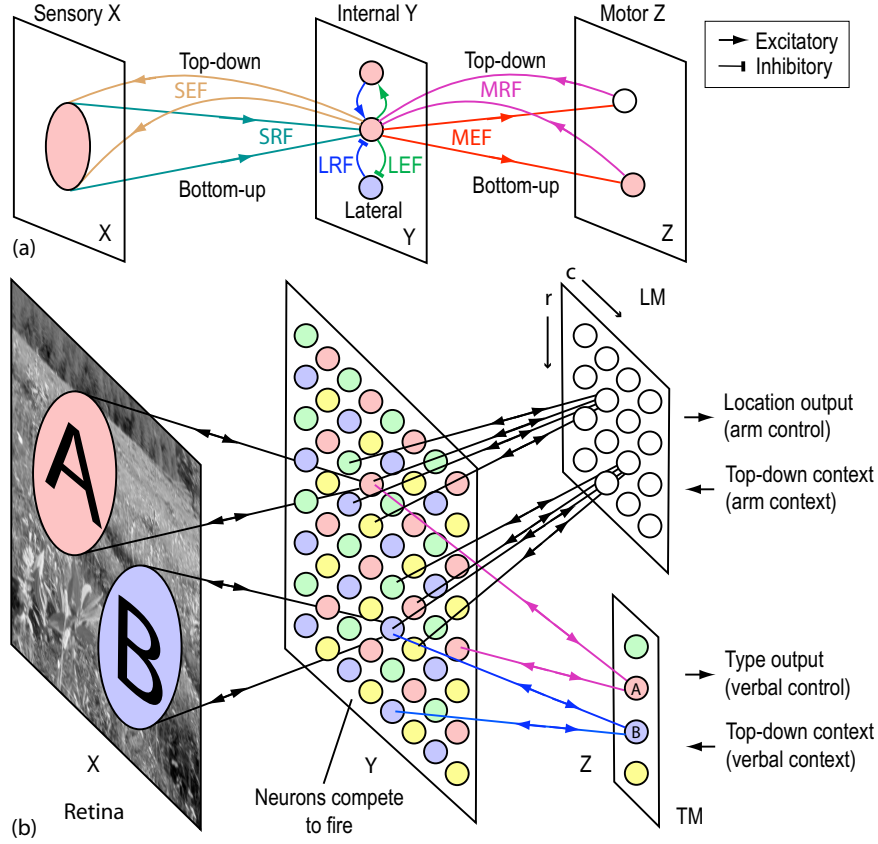 Sensory X
Internal Y
Motor Z
Excitatory
Inhibitory
Top-down
SEF
SRF
Bottom-up
X
LRF
LEF
Lateral
Y
Top-down
MRF
MEF
Bottom-up
Z
(a)
A
B
X
Retina
Y
Neurons compete
to fire
c
r
LM
Location output
(arm control)
Top-down context
(arm context)
A
B
Type output
(verbal control)
Top-down context
(verbal context)
Z
TM
(b)